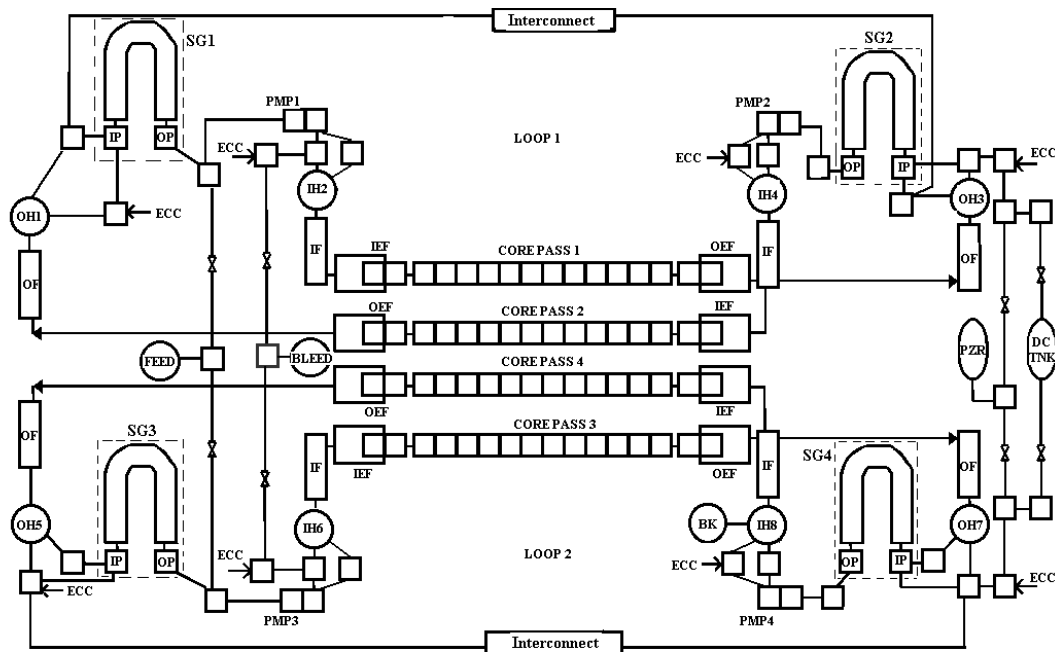 Interconnect
SG1
SG2
PMP1
PMP2
LOOP 1
ECC
ECC
ECC
IP
OP
OP
IP
OH1
ECC
IH2
IH4
OH3
OF
IF
IF
OF
IEF
CORE PASS 1
OEF
OEF
CORE PASS 2
IEF
FEED
BLEED
PZR
DC
TNK
CORE PASS 4
OEF
IEF
OF
SG3
CORE PASS 3
SG4
IF
IEF
OEF
IF
OF
OH5
IH6
BK
IH8
OH7
IP
OP
OP
IP
ECC
ECC
ECC
ECC
LOOP 2
PMP3
PMP4
Interconnect